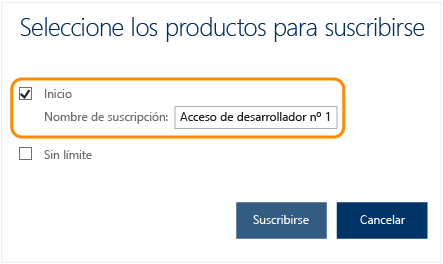 Seleccione los productos para suscribirse
Inicio
Nombre de suscripción: Acceso de desarrollador nº 1
Sin límite
Suscribirse Cancelar